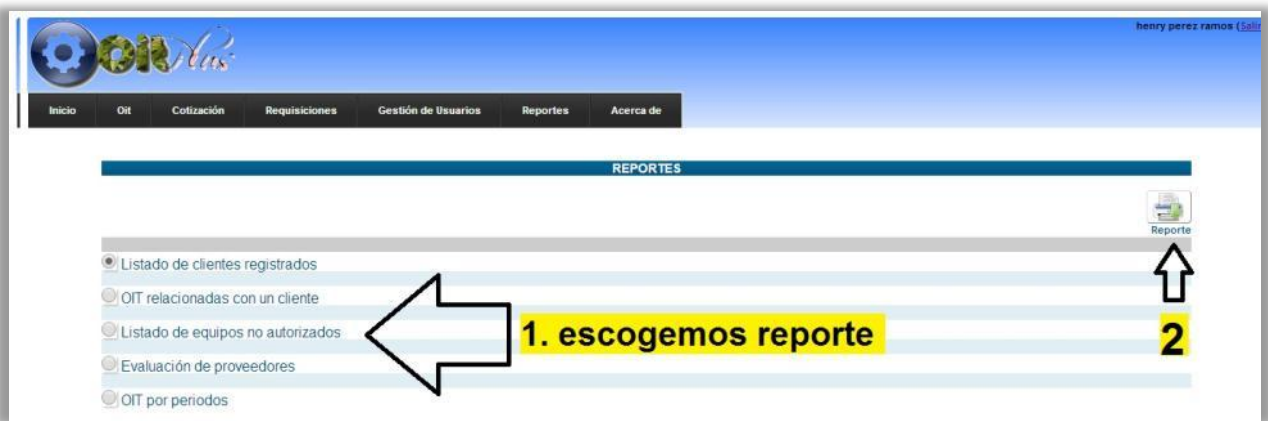 henry perez ramos (Salir
OIT Plus
Inicio Oit Cotización Requisiciones Gestión de Usuarios Reportes Acerca de
REPORTES
Reporte
Listado de clientes registrados
OIT relacionadas con un cliente
Listado de equipos no autorizados
1. escogemos reporte
2
Evaluación de proveedores
OIT por periodos